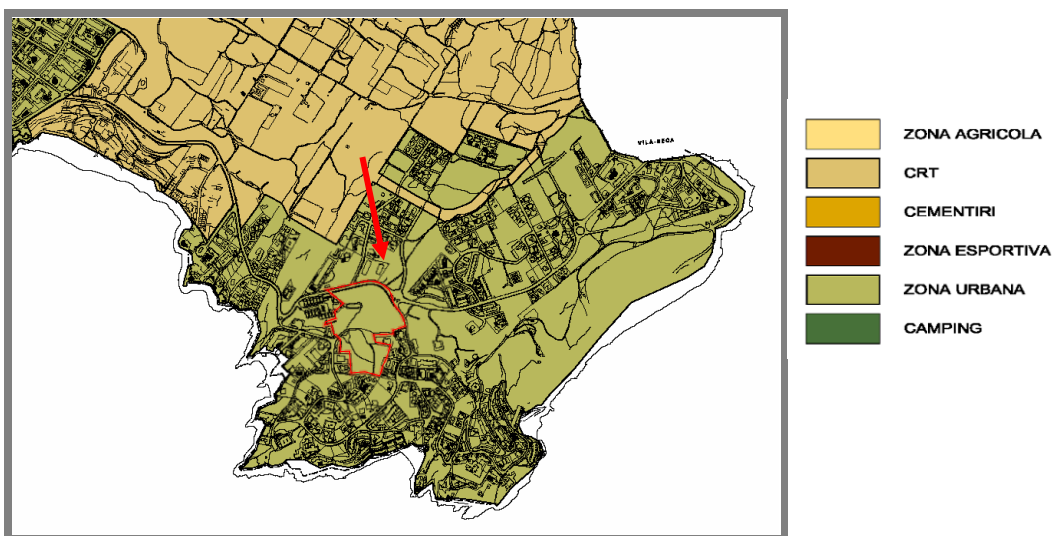 VILA-SECA
ZONA AGRICOLA
CRT
CEMENTIRI
ZONA ESPORTIVA
ZONA URBANA
CAMPING